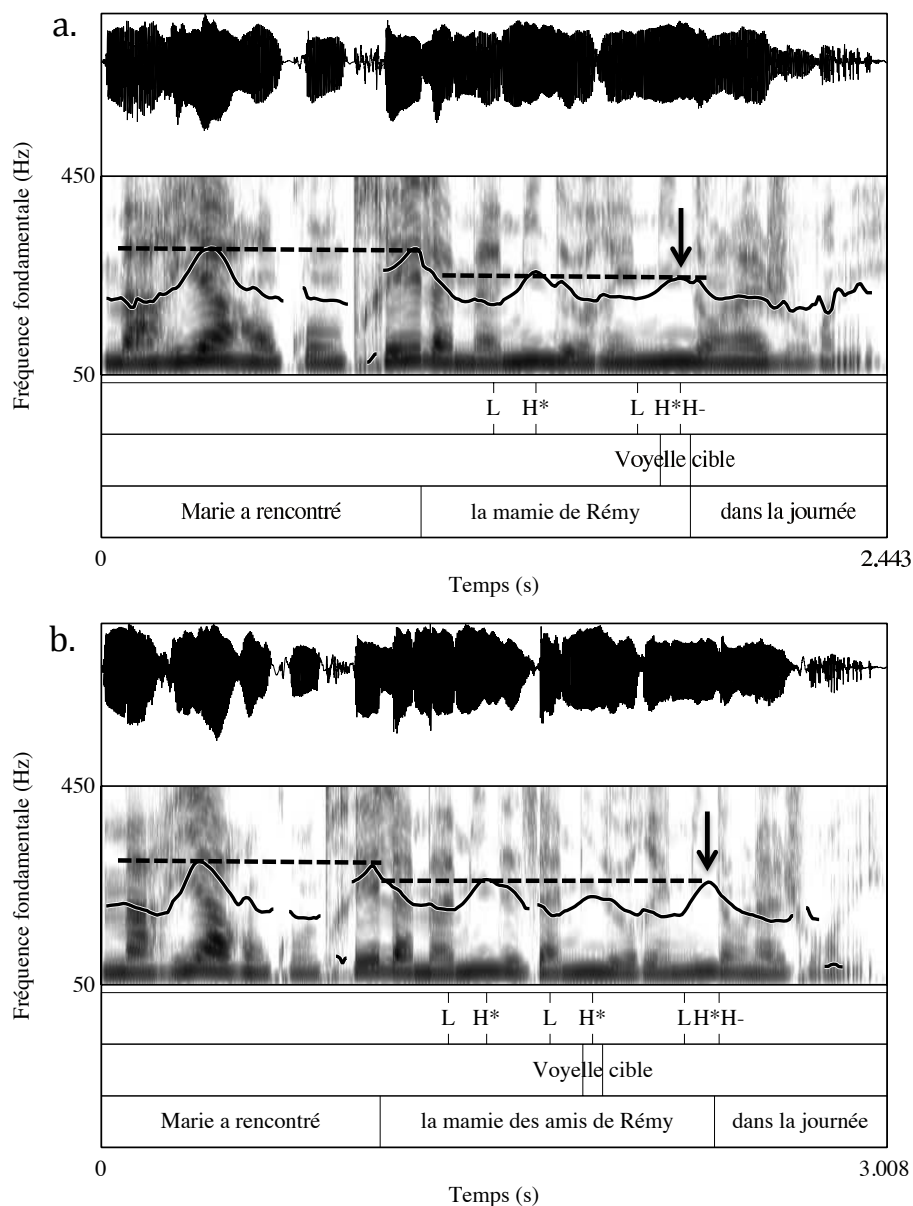 a.
450
Fréquence fondamentale (Hz)
50
L H* L H*H-
Voyelle cible
Marie a rencontré la mamie de Rémy dans la journée
0 2.443
Temps (s)
b.
450
Fréquence fondamentale (Hz)
50
L H* L H* LH*H-
Voyelle cible
Marie a rencontré la mamie des amis de Rémy dans la journée
0 3.008
Temps (s)